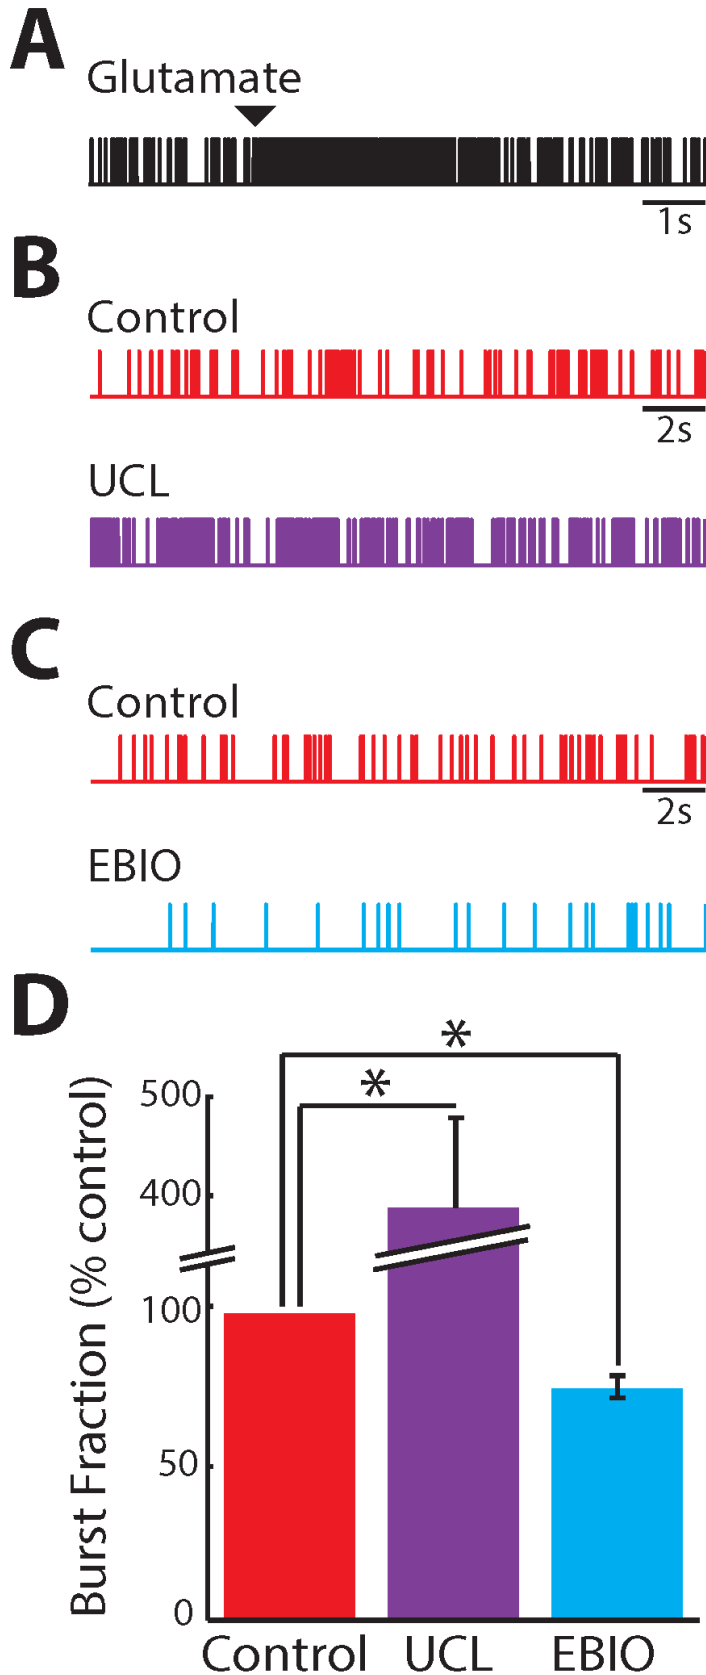 A
Glutamate
1s
B
Control
2s
UCL
C
Control
2s
EBIO
D
*
*
Burst Fraction (% control)
500
400
100
50
0
Control UCL EBIO